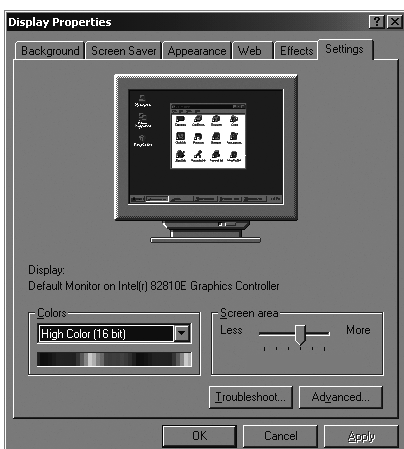 Display Properties
Background Screen Saver Appearance Web Effects Settings
Display:
Default Monitor on Intel(r) 82810E Graphics Controller
Colors
High Color (16 bit)
Screen area
Less More
Troubleshoot... Advanced...
OK Cancel Apply